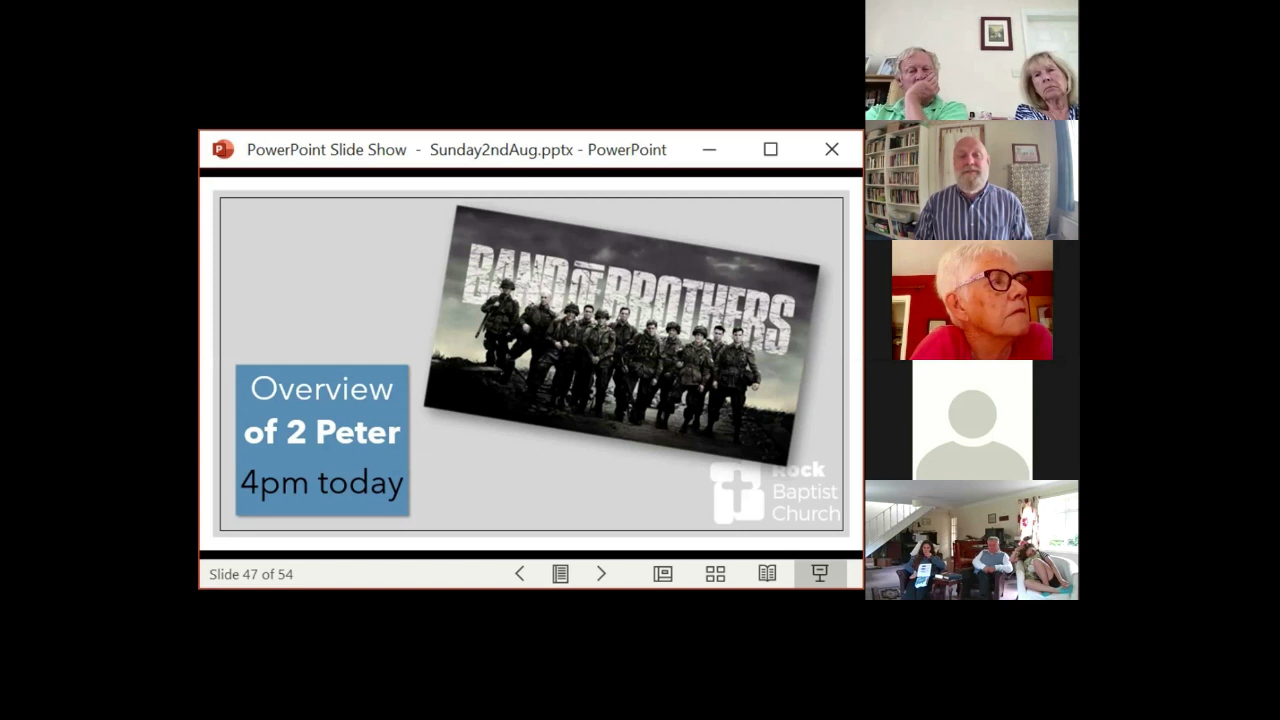 PowerPoint Slide Show - Sunday2ndAug.pptx - PowerPoint
BAND OF BROTHERS
Overview
of 2 Peter
4pm today
Rock
Baptist
Church
Slide 47 of 54